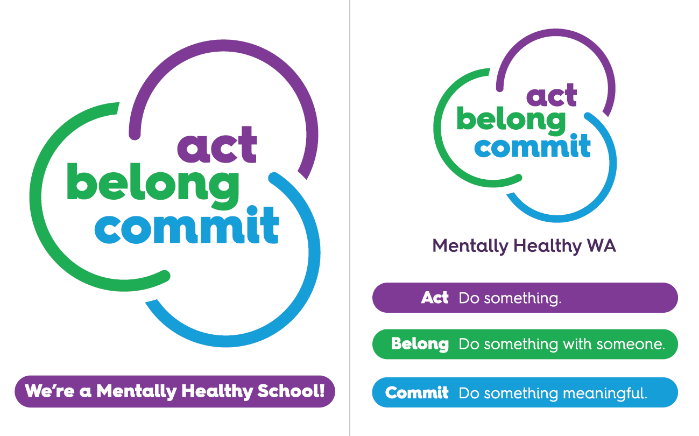 act
belong
commit
We're a Mentally Healthy School!
act
belong
commit
Mentally Healthy WA
Act Do something.
Belong Do something with someone.
Commit Do something meaningful.